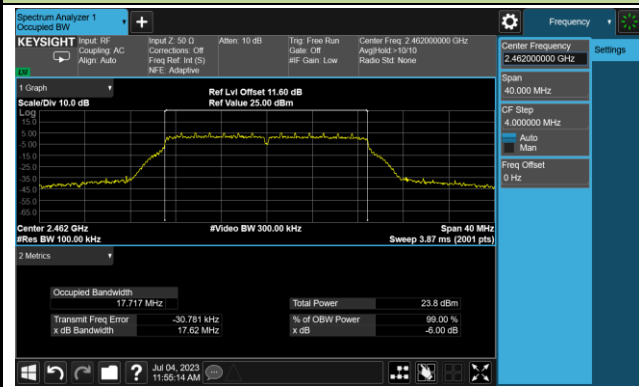 Spectrum Analyzer 1
Occupied BW
+
Frequency
KEYSIGHT
Input: RF
Coupling: AC
Align: Auto
Input Z: 50 Ω
Corrections: Off
Freq Ref: Int (S)
NFE: Adaptive
Atten: 10 dB
Trig: Free Run
Gate: Off
#IF Gain: Low
Center Freq: 2.462000000 GHz
Avg|Hold:>10/10
Radio Std: None
Center Frequency
2.462000000 GHz
Settings
Span
40.000 MHz
CF Step
4.000000 MHz
Auto
Man
Freq Offset
0 Hz
LW
1 Graph
Scale/Div 10.0 dB
Ref Lvl Offset 11.60 dB
Ref Value 25.00 dBm
Log
15.0
5.00
-5.00
-15.0
-25.0
-35.0
-45.0
-55.0
-65.0
Center 2.462 GHz
#Video BW 300.00 kHz
Span 40 MHz
#Res BW 100.00 kHz
Sweep 3.87 ms (2001 pts)
2 Metrics
Occupied Bandwidth
17.717 MHz
Total Power
23.8 dBm
Transmit Freq Error
-30.781 kHz
% of OBW Power
99.00 %
x dB Bandwidth
17.62 MHz
x dB
-6.00 dB
?
Jul 04, 2023
11:55:14 AM